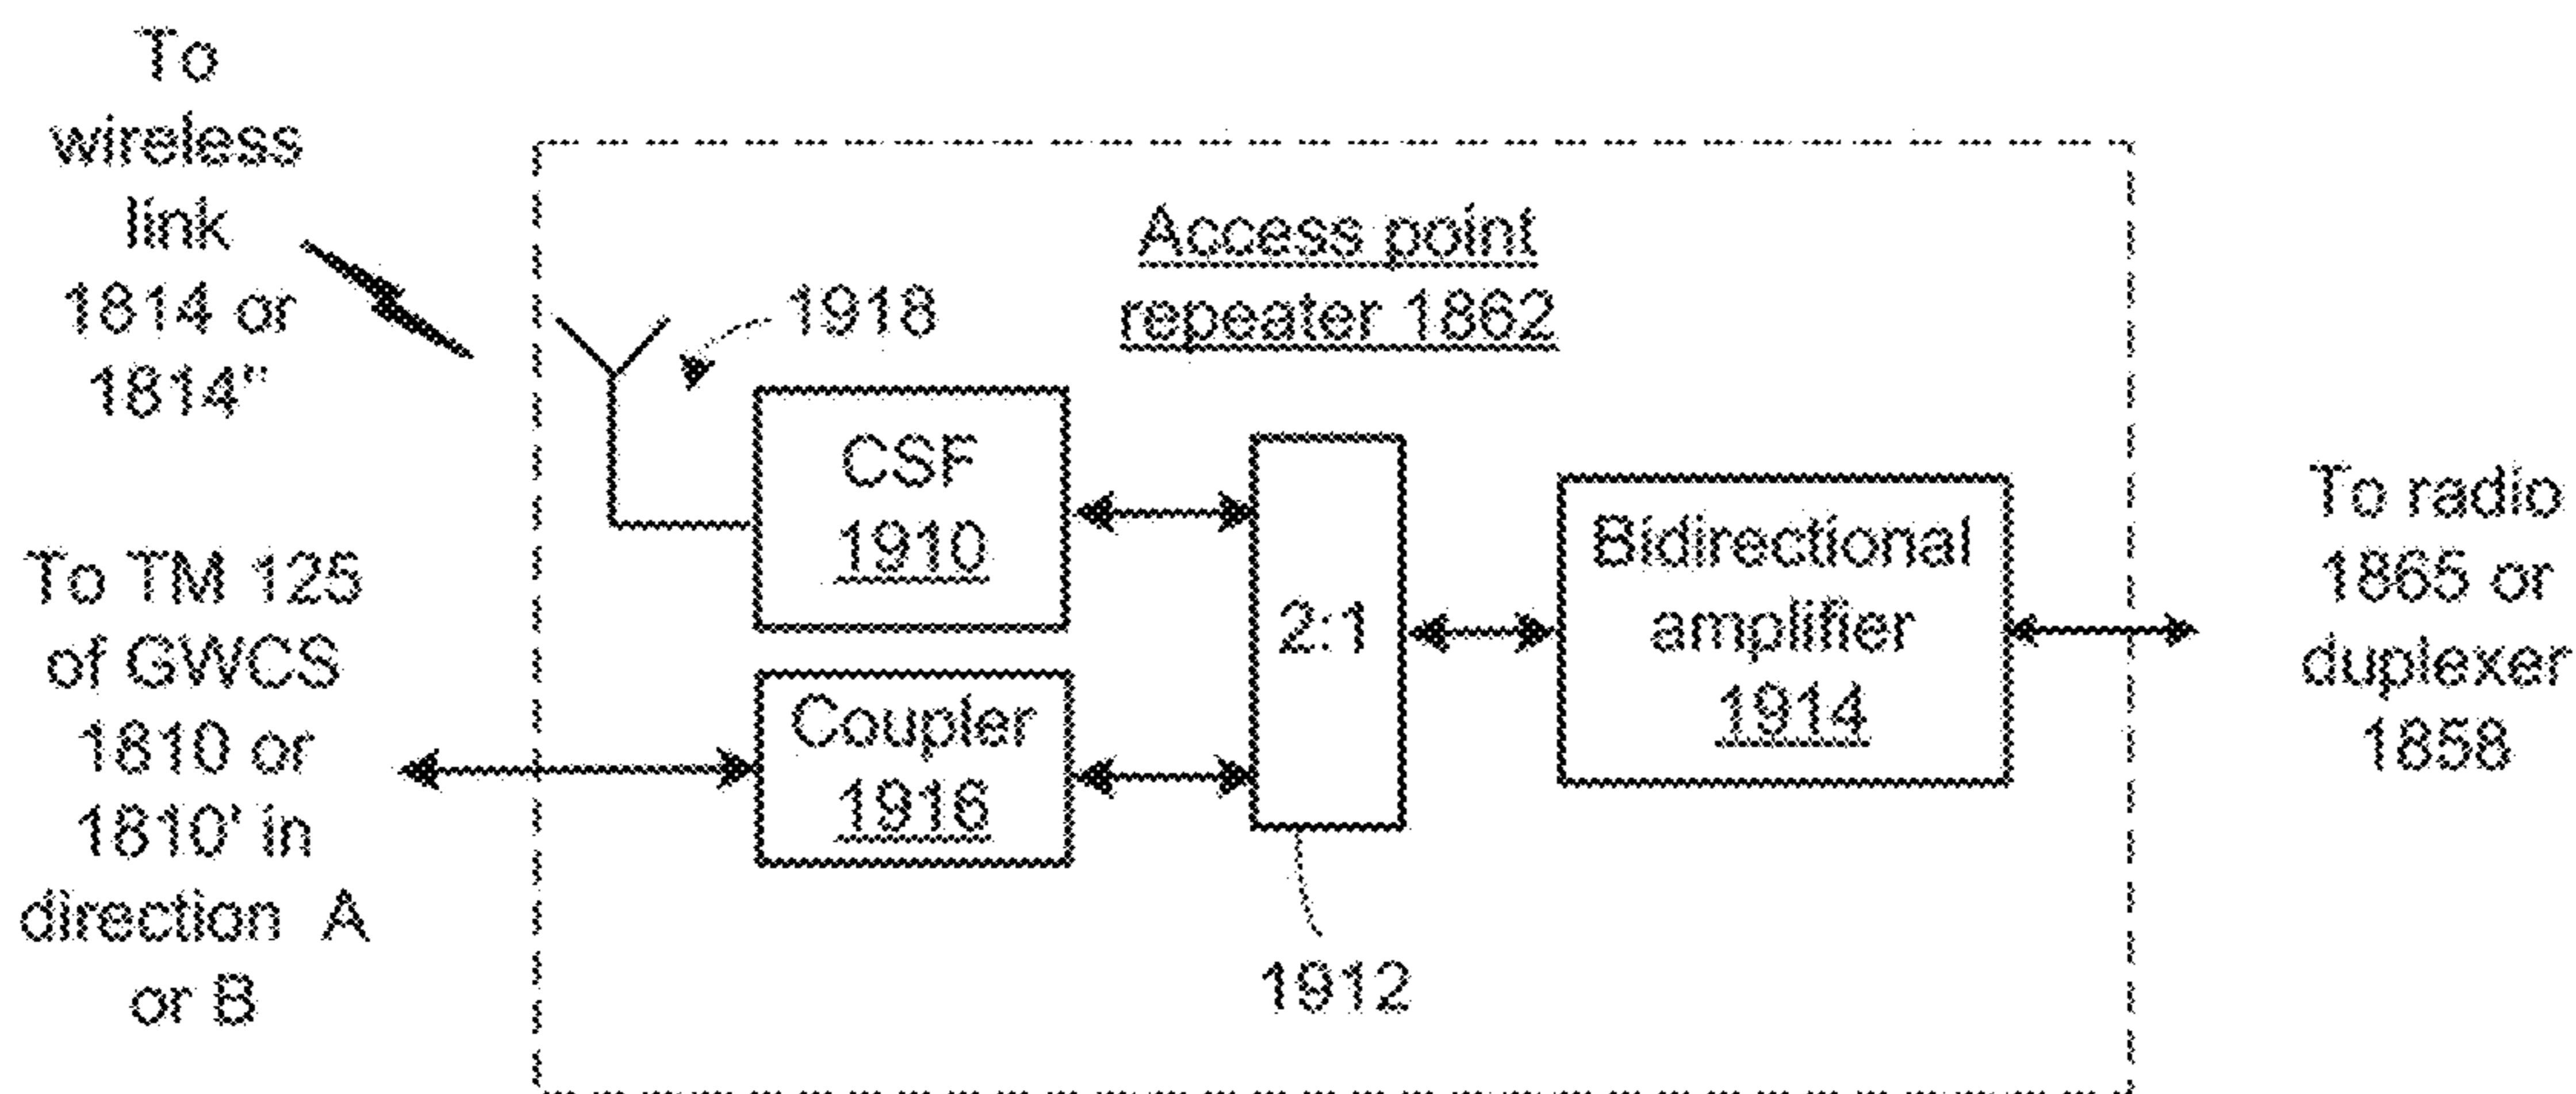 To
wireless
link
1814 or
1814"
To TM 125
of GWCS
1810 or
1810' in
direction A
or B
1918
Access point
repeater 1862
CSF
1910
Coupler
1916
2:1
1912
Bidirectional
amplifier
1914
To radio
1865 or
duplexer
1858